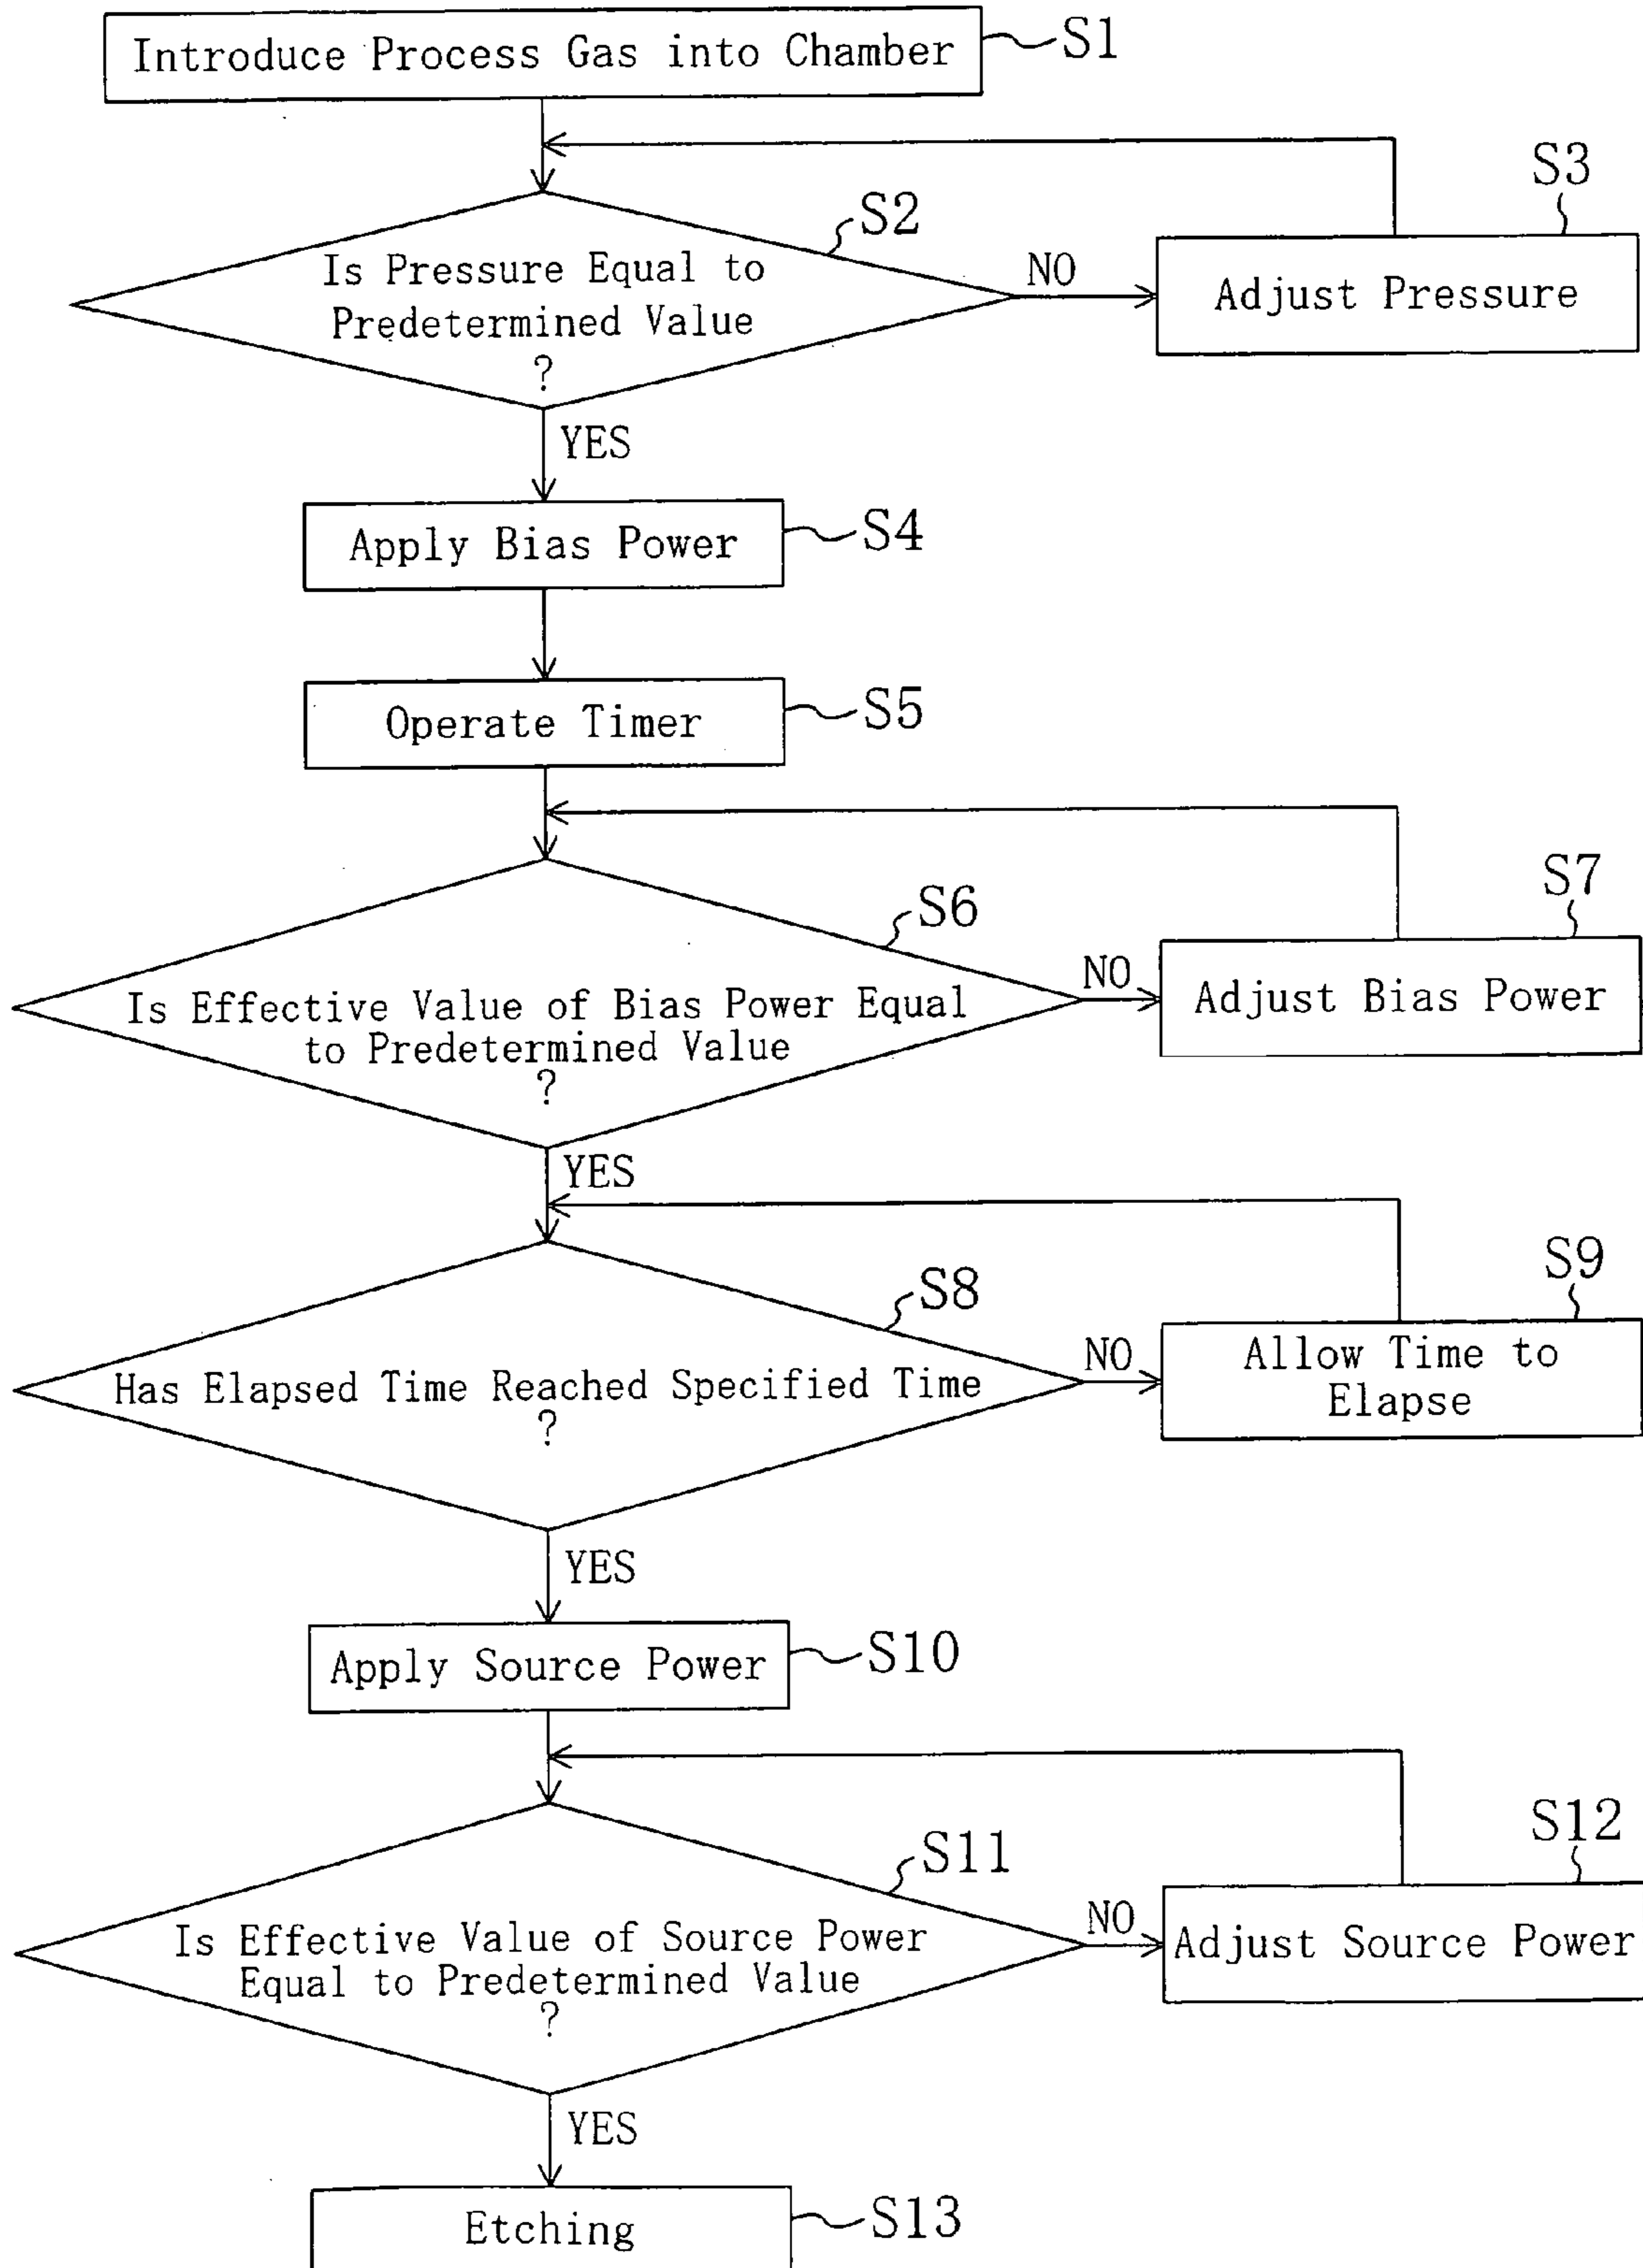 Introduce Process Gas into Chamber
S1
S3
S2
Is Pressure Equal to
Predetermined Value
?
NO
Adjust Pressure
YES
Apply Bias Power
S4
Operate Timer
S5
S7
S6
Is Effective Value of Bias Power Equal
to Predetermined Value
?
NO
Adjust Bias Power
YES
S9
S8
Has Elapsed Time Reached Specified Time
?
NO
Allow Time to
Elapse
YES
Apply Source Power
S10
S12
S11
Is Effective Value of Source Power
Equal to Predetermined Value
?
NO
Adjust Source Power
YES
Etching
S13